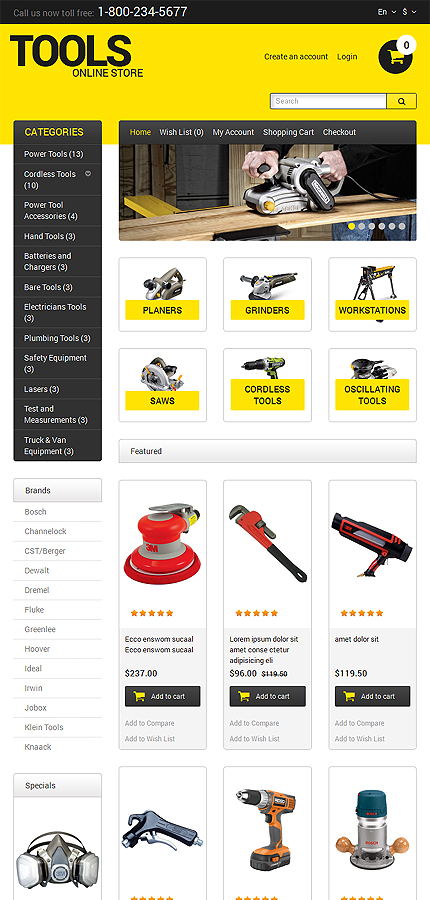 Call us now toll free: 1-800-234-5677
En $
TOOLS
ONLINE STORE
Create an account Login
0
Search
CATEGORIES
Power Tools (13)
Cordless Tools
(10)
Power Tool
Accessories (4)
Hand Tools (3)
Batteries and
Chargers (3)
Bare Tools (3)
Electricians Tools
(3)
Plumbing Tools (3)
Safety Equipment
(3)
Lasers (3)
Test and
Measurements (3)
Truck & Van
Equipment (3)
Home Wish List (0) My Account Shopping Cart Checkout
PLANERS
GRINDERS
WORKSTATIONS
SAWS
CORDLESS
TOOLS
OSCILLATING
TOOLS
Brands
Bosch
Channelock
CST/Berger
Dewalt
Dremel
Fluke
Greenlee
Hoover
Ideal
Irwin
Jobox
Klein Tools
Knaack
Specials
Featured
3M
Ecco enswom sucaal
Ecco enswom sucaal
$237.00
Add to cart
Add to Compare
Add to Wish List
Lorem ipsum dolor sit
amet conse ctetur
adipisicing eli
$96.00 $119.50
Add to cart
Add to Compare
Add to Wish List
amet dolor sit
$119.50
Add to cart
Add to Compare
Add to Wish List